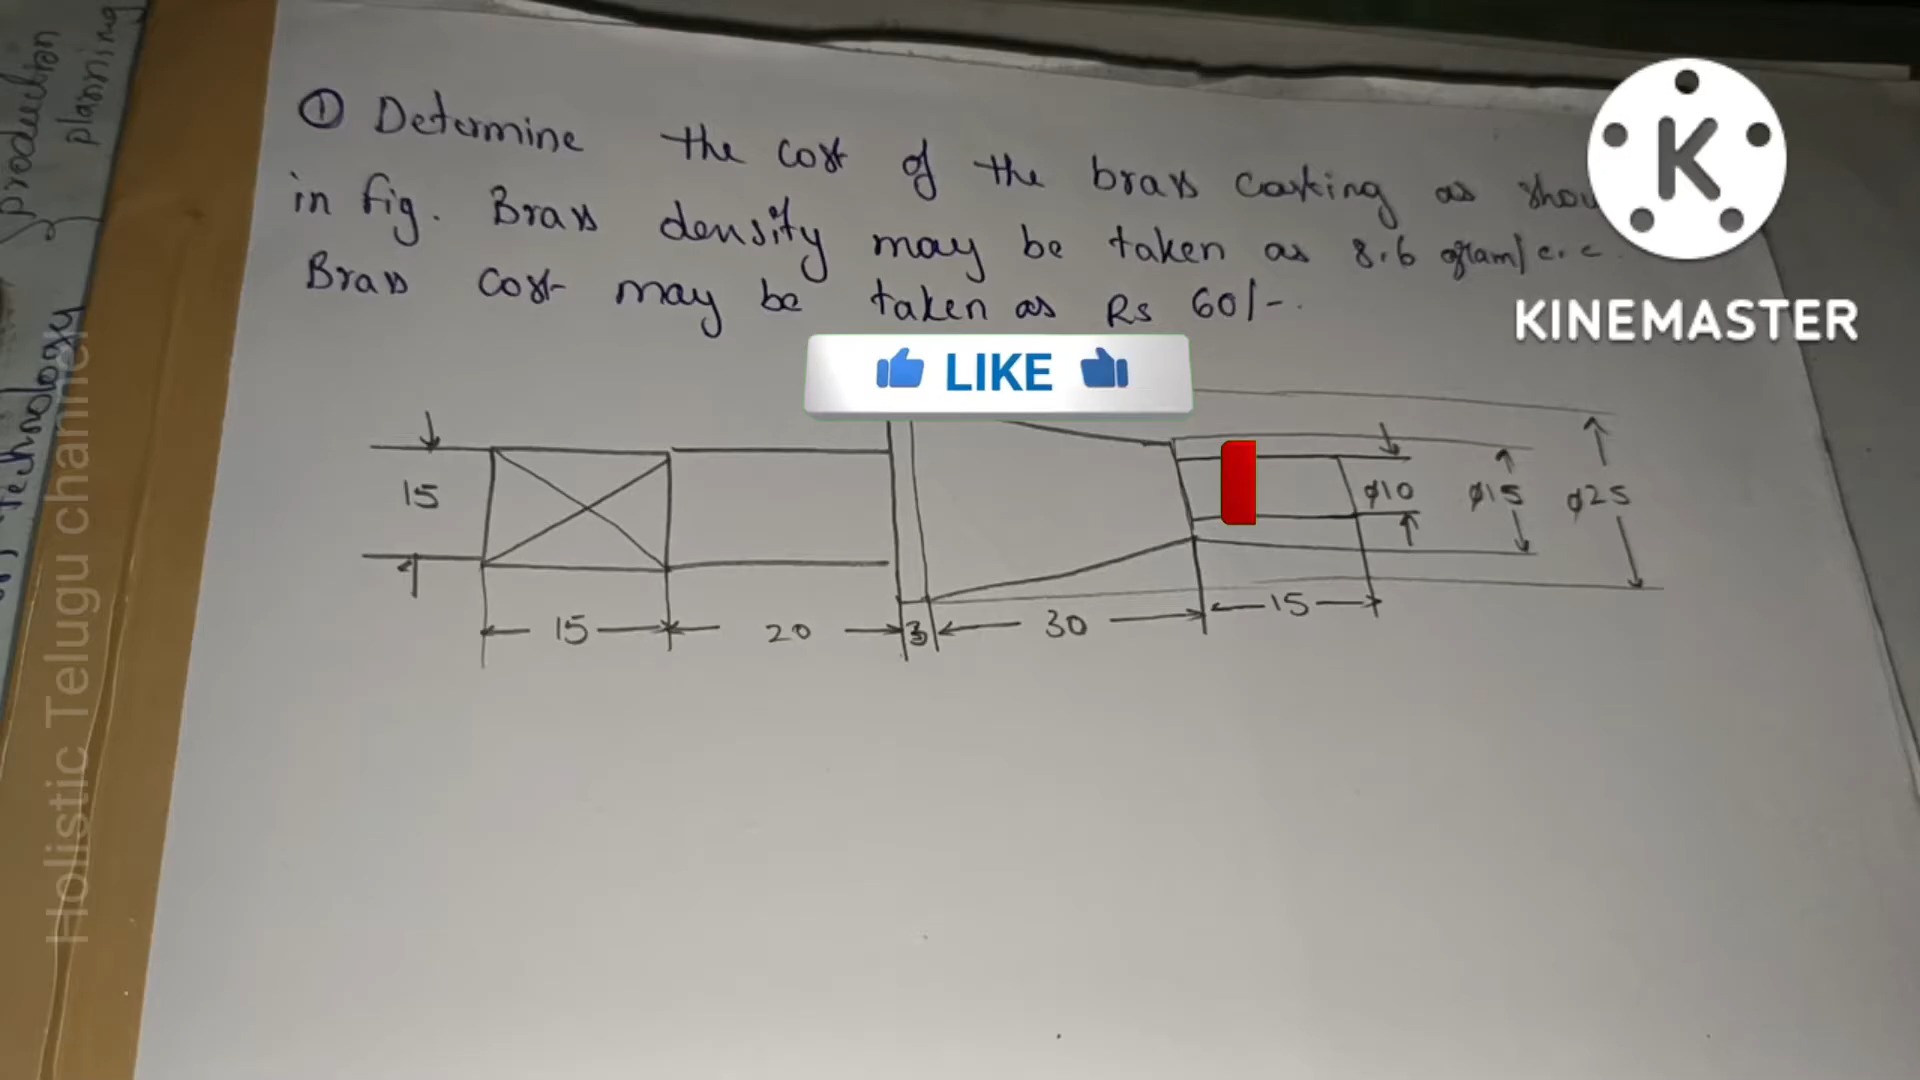 ① Determine the cost of the brass casting as
in fig. Brass density may be taken as 8.6 gram/c.c
Brass cost may be taken as Rs 60/-.
KINEMASTER
LIKE
15
ø10 ø15 ø25
15 20 3 30 15
production
planning
Technology
Holistic Telugu channel